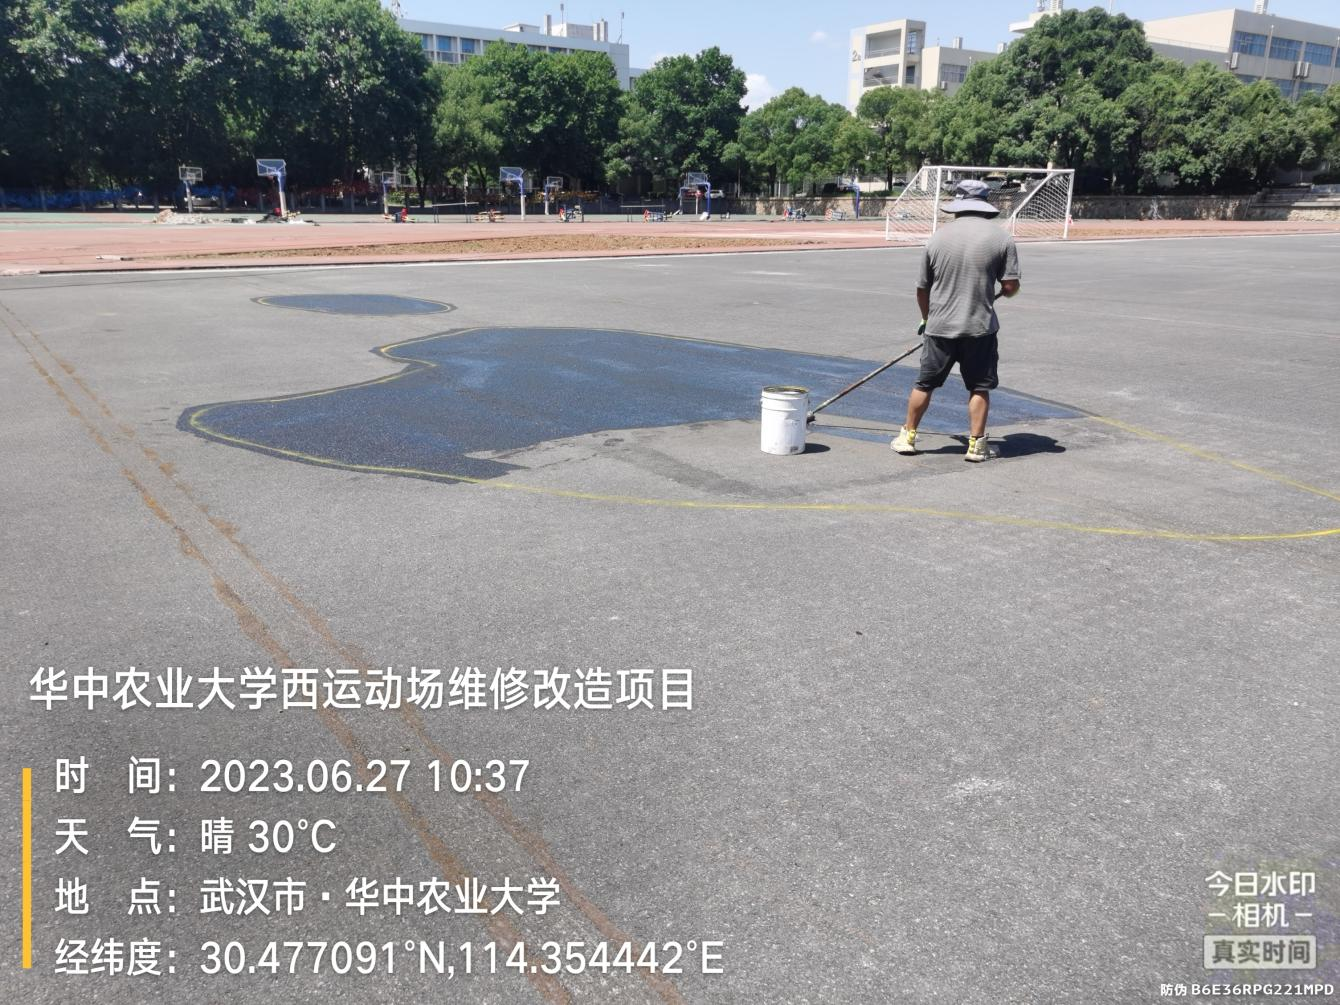 华中农业大学西运动场维修改造项目
时 间：2023.06.27 10:37
天 气：晴 30°C
地 点：武汉市·华中农业大学
经纬度：30.477091°N,114.354442°E
今日水印
相机
真实时间
防伪 B6E36RPG221MPD